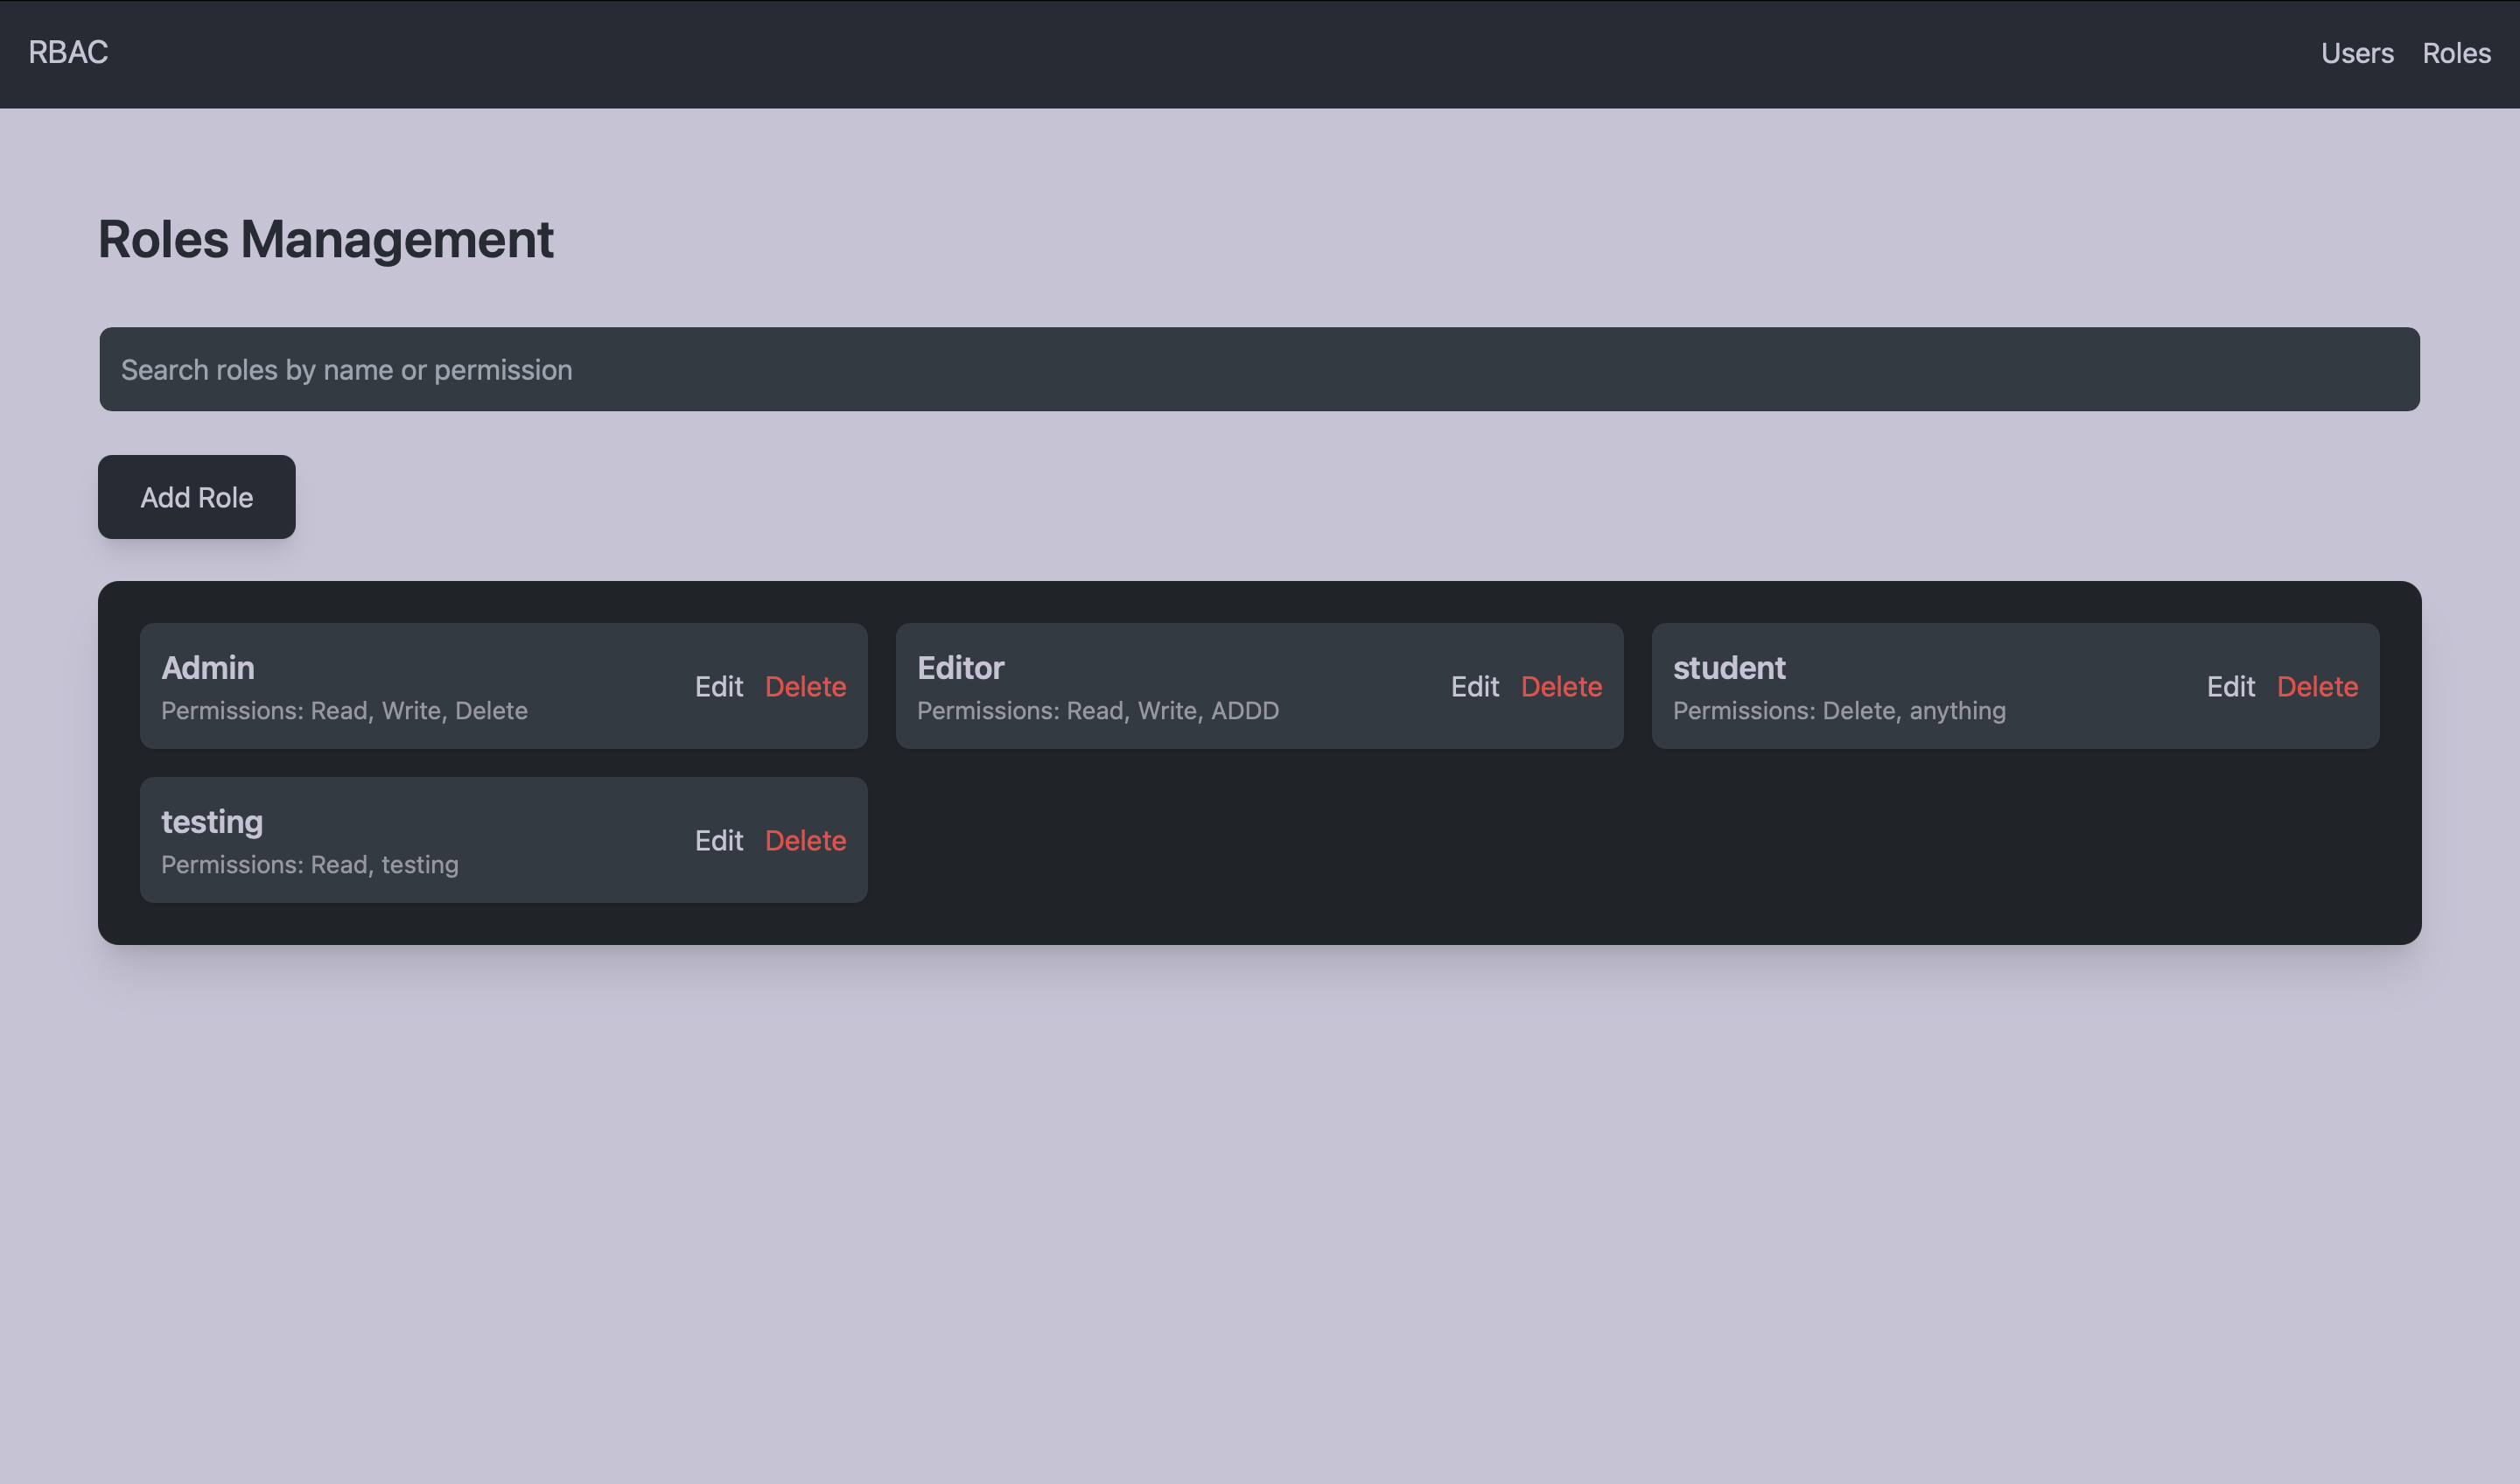 RBAC
Users Roles
Roles Management
Search roles by name or permission
Add Role
Admin
Permissions: Read, Write, Delete
Edit Delete
Editor
Permissions: Read, Write, ADDD
Edit Delete
student
Permissions: Delete, anything
Edit Delete
testing
Permissions: Read, testing
Edit Delete